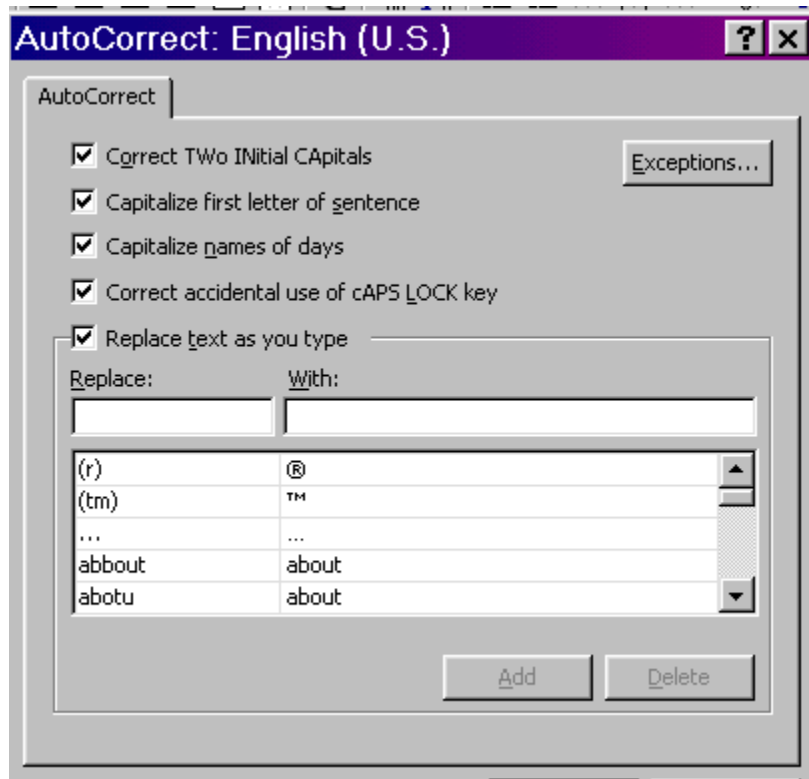 AutoCorrect: English (U.S.)
AutoCorrect
Correct TWo INitial CApitals
Exceptions...
Capitalize first letter of sentence
Capitalize names of days
Correct accidental use of cAPS LOCK key
Replace text as you type
Replace: With:
(r) ®
(tm) ™
... …
abbout about
abotu about
Add Delete